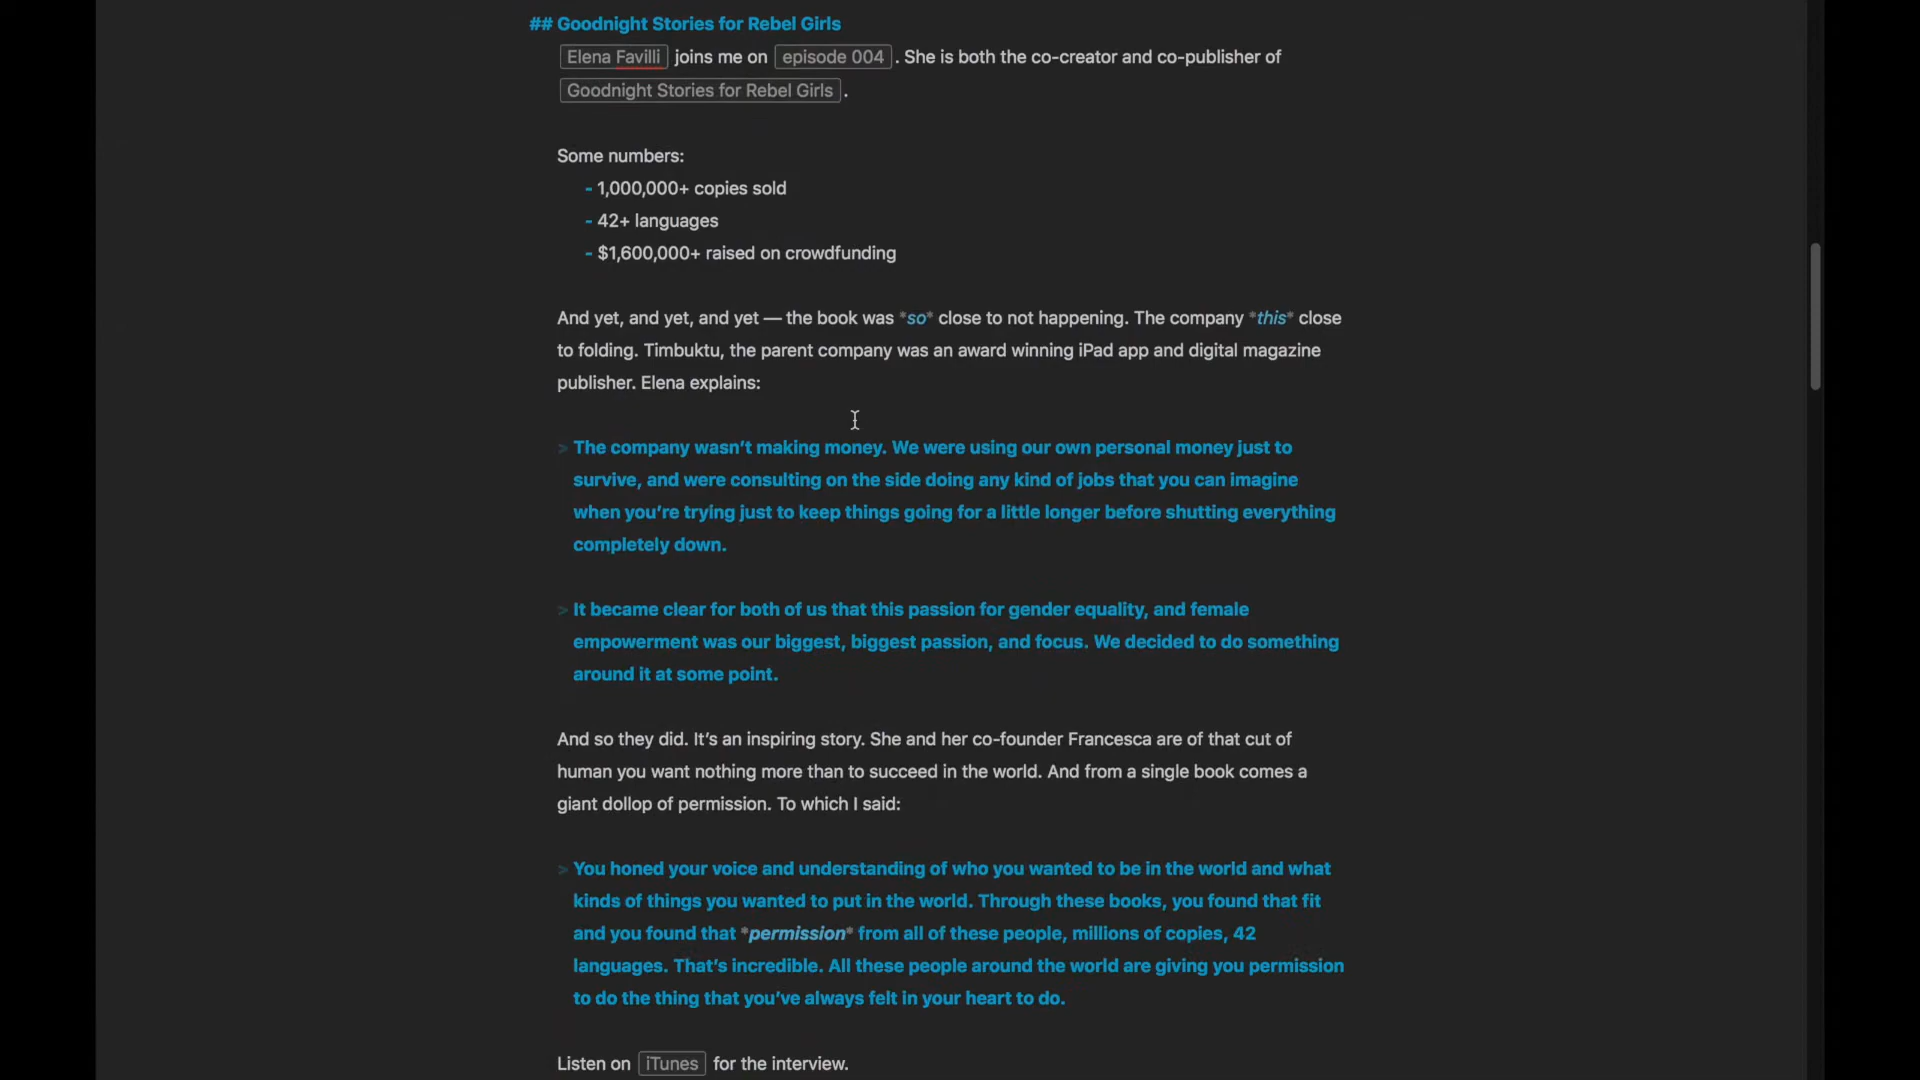 ## Goodnight Stories for Rebel Girls
Elena Favilli joins me on episode 004 . She is both the co-creator and co-publisher of
Goodnight Stories for Rebel Girls .
Some numbers:
- 1,000,000+ copies sold
- 42+ languages
- $1,600,000+ raised on crowdfunding
And yet, and yet, and yet — the book was *so* close to not happening. The company *this* close
to folding. Timbuktu, the parent company was an award winning iPad app and digital magazine
publisher. Elena explains:
> The company wasn’t making money. We were using our own personal money just to
survive, and were consulting on the side doing any kind of jobs that you can imagine
when you’re trying just to keep things going for a little longer before shutting everything
completely down.
> It became clear for both of us that this passion for gender equality, and female
empowerment was our biggest, biggest passion, and focus. We decided to do something
around it at some point.
And so they did. It’s an inspiring story. She and her co-founder Francesca are of that cut of
human you want nothing more than to succeed in the world. And from a single book comes a
giant dollop of permission. To which I said:
> You honed your voice and understanding of who you wanted to be in the world and what
kinds of things you wanted to put in the world. Through these books, you found that fit
and you found that *permission* from all of these people, millions of copies, 42
languages. That’s incredible. All these people around the world are giving you permission
to do the thing that you’ve always felt in your heart to do.
Listen on iTunes for the interview.